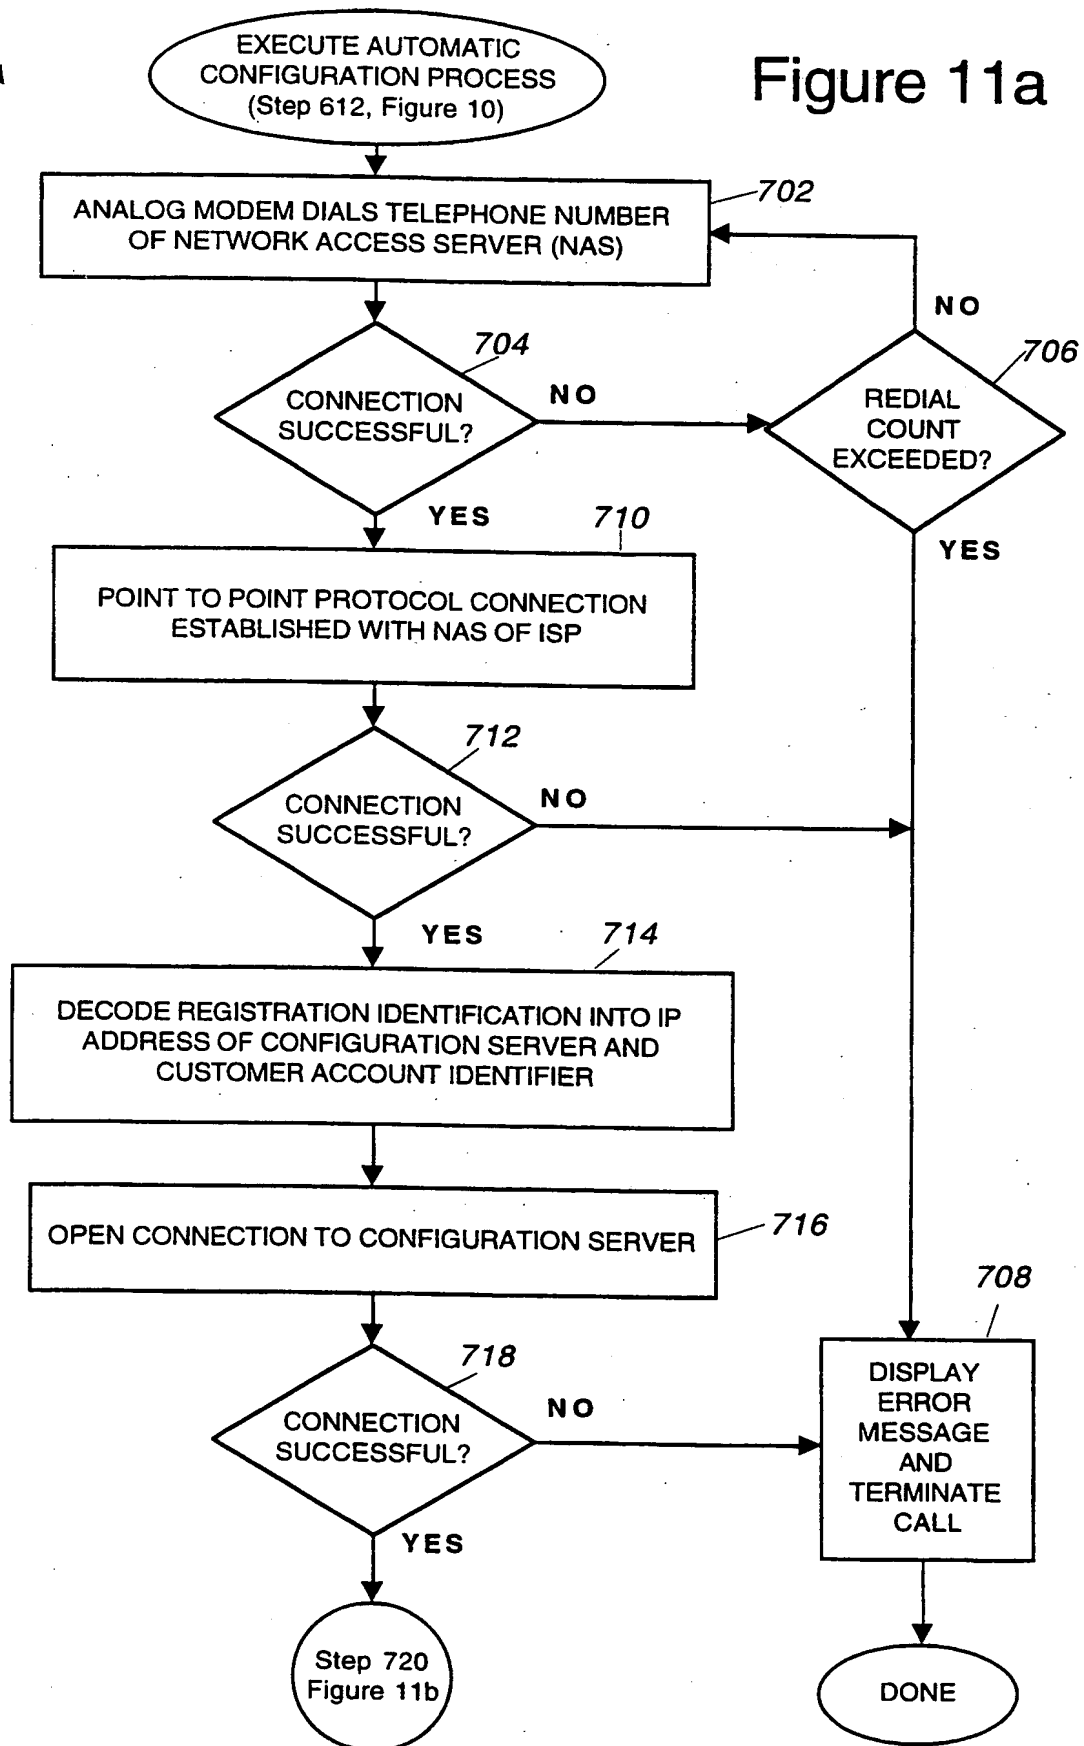 EXECUTE AUTOMATIC
CONFIGURATION PROCESS
(Step 612, Figure 10)
Figure 11a
702
ANALOG MODEM DIALS TELEPHONE NUMBER
OF NETWORK ACCESS SERVER (NAS)
NO
704
706
CONNECTION
SUCCESSFUL?
NO
REDIAL
COUNT
EXCEEDED?
YES
710
YES
POINT TO POINT PROTOCOL CONNECTION
ESTABLISHED WITH NAS OF ISP
712
CONNECTION
SUCCESSFUL?
NO
YES
714
DECODE REGISTRATION IDENTIFICATION INTO IP
ADDRESS OF CONFIGURATION SERVER AND
CUSTOMER ACCOUNT IDENTIFIER
OPEN CONNECTION TO CONFIGURATION SERVER
716
708
718
CONNECTION
SUCCESSFUL?
NO
DISPLAY
ERROR
MESSAGE
AND
TERMINATE
CALL
YES
Step 720
Figure 11b
DONE